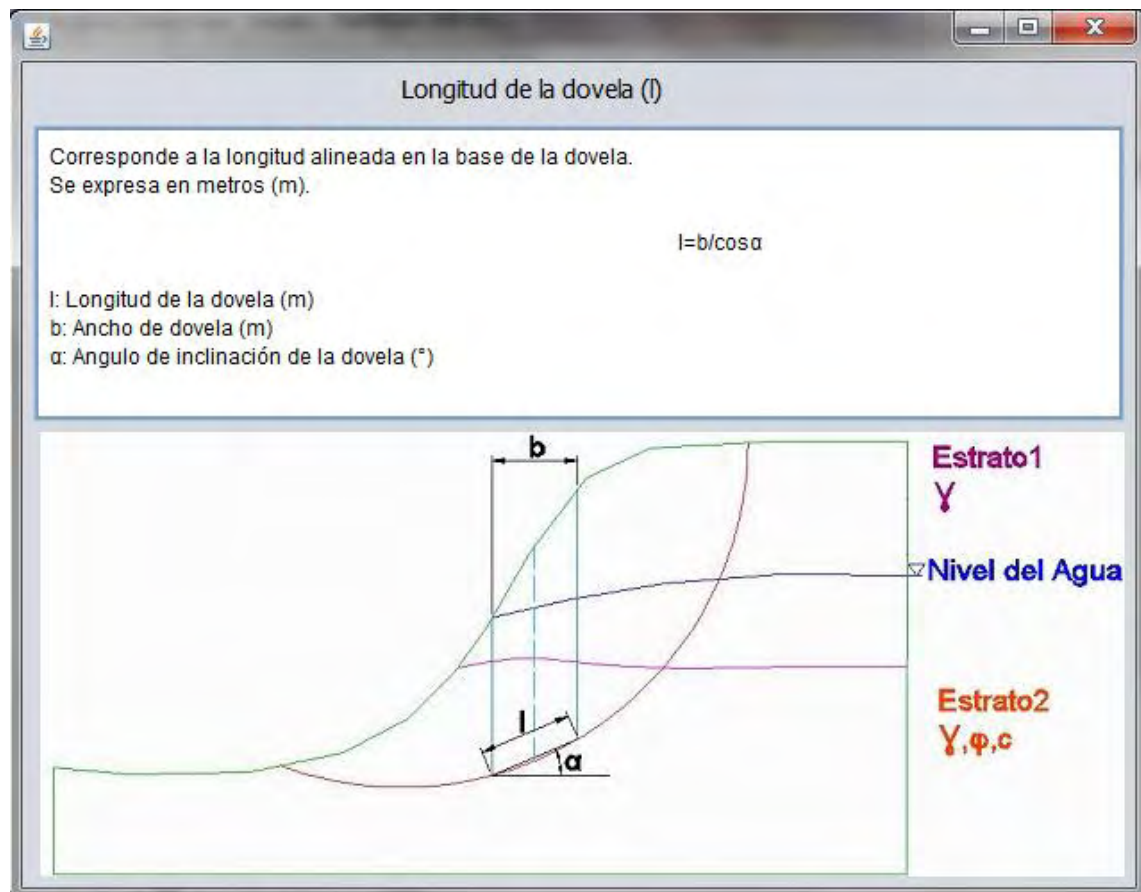 Longitud de la dovela (l)
Corresponde a la longitud alineada en la base de la dovela.
Se expresa en metros (m).
l=b/cosα
l: Longitud de la dovela (m)
b: Ancho de dovela (m)
α: Angulo de inclinación de la dovela (°)
b
Estrato1
γ
Nivel del Agua
Estrato2
γ,φ,c
l
α